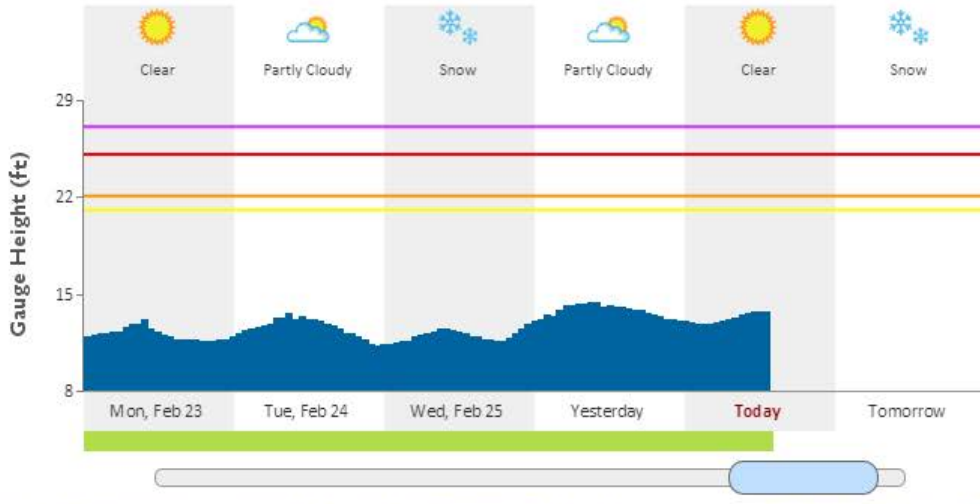 Clear
Partly Cloudy
Snow
Partly Cloudy
Clear
Snow
29
22
15
8
Gauge Height (ft)
Mon, Feb 23
Tue, Feb 24
Wed, Feb 25
Yesterday
Today
Tomorrow